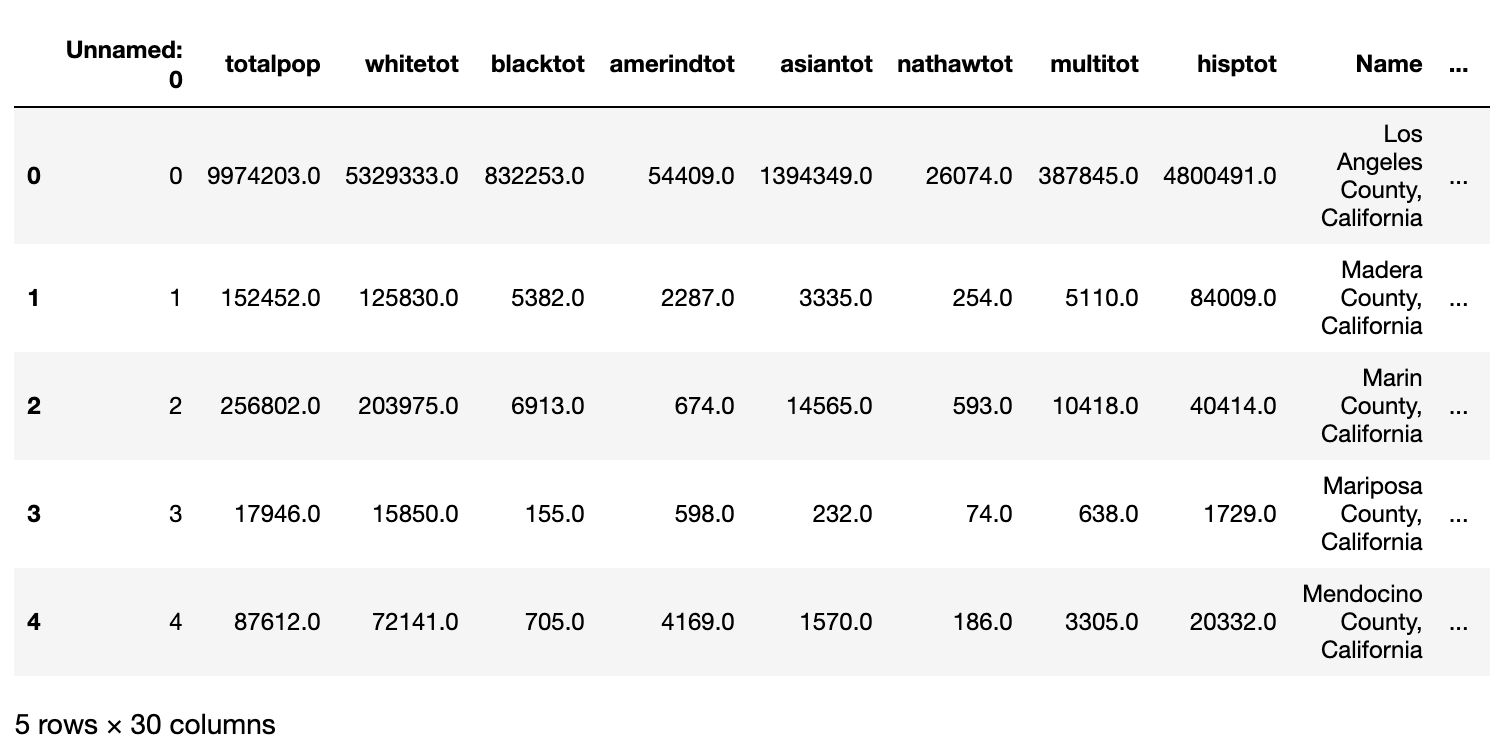 Unnamed: 0 totalpop whitetot blacktot amerindtot asiantot nathawtot multitot hisptot Name ...
0 0 9974203.0 5329333.0 832253.0 54409.0 1394349.0 26074.0 387845.0 4800491.0 Los Angeles County, California ...
1 1 152452.0 125830.0 5382.0 2287.0 3335.0 254.0 5110.0 84009.0 Madera County, California ...
2 2 256802.0 203975.0 6913.0 674.0 14565.0 593.0 10418.0 40414.0 Marin County, California ...
3 3 17946.0 15850.0 155.0 598.0 232.0 74.0 638.0 1729.0 Mariposa County, California ...
4 4 87612.0 72141.0 705.0 4169.0 1570.0 186.0 3305.0 20332.0 Mendocino County, California ...
5 rows × 30 columns